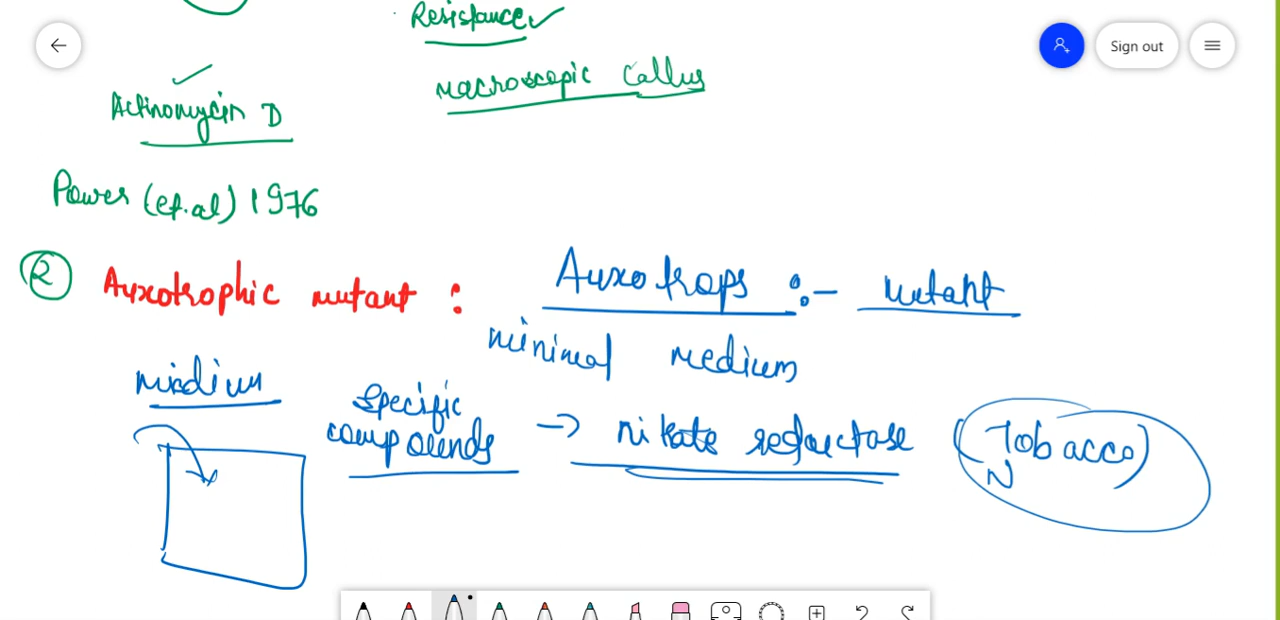 Resistance
Sign out
macroscopic Callus
Actinomycin D
Power (et.al) 1976
2 Auxotrophic mutant :
Auxotrops :- mutant
minimal medium
medium
Specific
compounds → nitrate reductase (Tobacco)
N